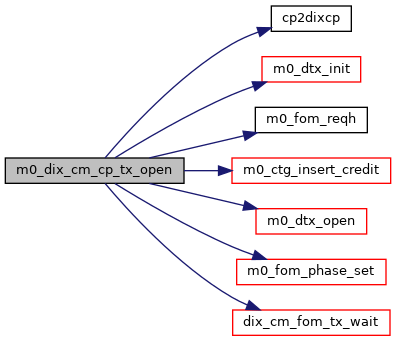 cp2dixcp
m0_dtx_init
m0_fom_reqh
m0_dix_cm_cp_tx_open
m0_ctg_insert_credit
m0_dtx_open
m0_fom_phase_set
dix_cm_fom_tx_wait